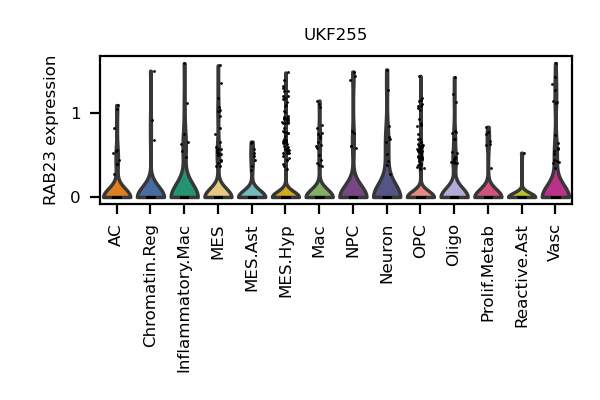 UKF255
RAB23 expression
1
0
AC
Chromatin.Reg
Inflammatory.Mac
MES
MES.Ast
MES.Hyp
Mac
NPC
Neuron
OPC
Oligo
Prolif.Metab
Reactive.Ast
Vasc